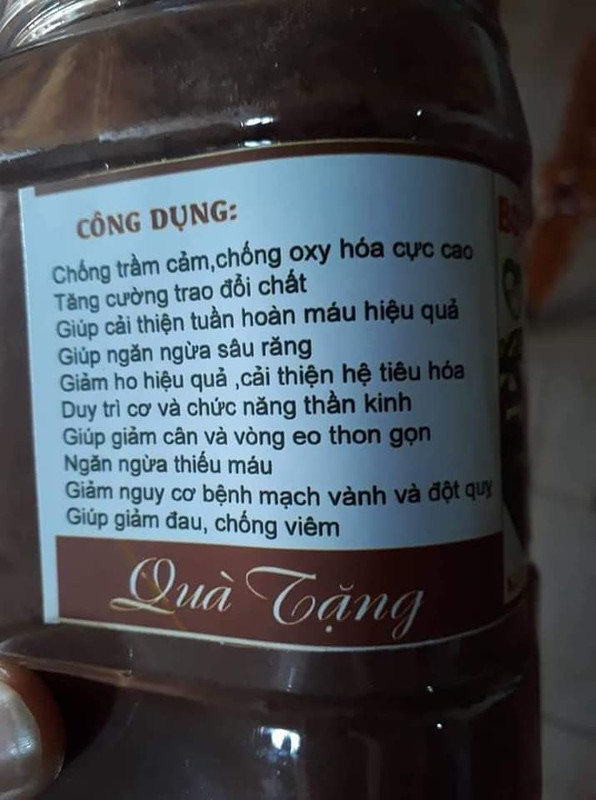 CÔNG DỤNG:
Chống trầm cảm,chống oxy hóa cực cao
Tăng cường trao đổi chất
Giúp cải thiện tuần hoàn máu hiệu quả
Giúp ngăn ngừa sâu răng
Giảm ho hiệu quả ,cải thiện hệ tiêu hóa
Duy trì cơ và chức năng thần kinh
Giúp giảm cân và vòng eo thon gọn
Ngăn ngừa thiếu máu
Giảm nguy cơ bệnh mạch vành và đột quỵ
Giúp giảm đau, chống viêm
Quà Tặng